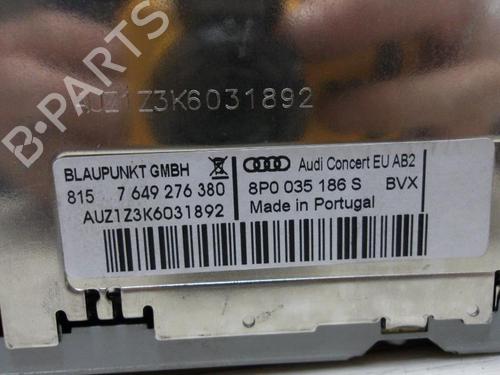 B-PARTS
AUZ1Z3K6031892
BLAUPUNKT GMBH
815 7 649 276 380
AUZ1Z3K6031892
Audi Concert EU AB2
8P0 035 186 S BVX
Made in Portugal